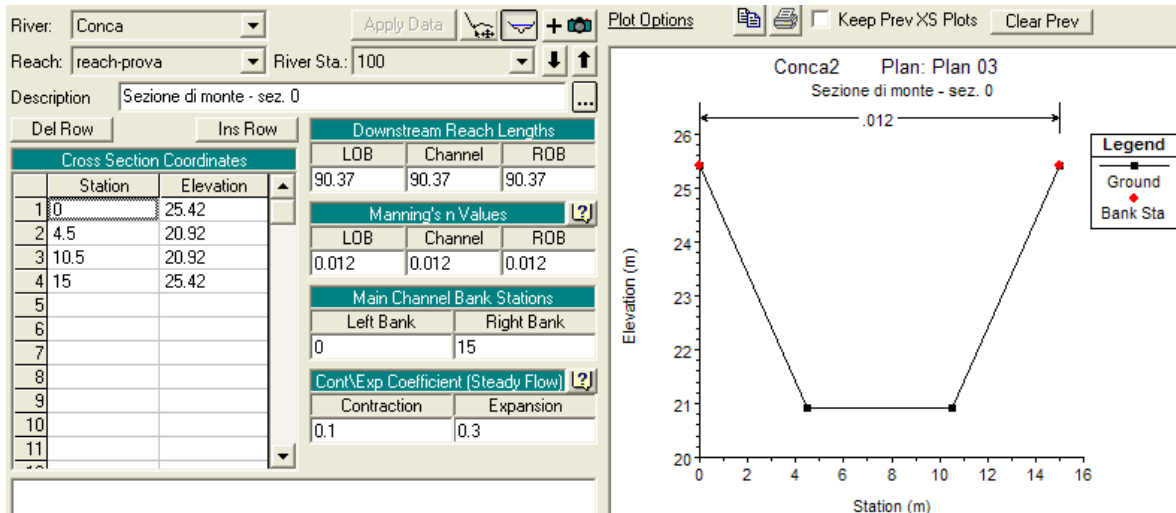 River: Conca Apply Data Plot Options Keep Prev XS Plots Clear Prev
Reach: reach-prova River Sta.: 100
Description Sezione di monte - sez. 0 ...
Del Row Ins Row
Cross Section Coordinates
Station Elevation
1 0 25.42
2 4.5 20.92
3 10.5 20.92
4 15 25.42
5
6
7
8
9
10
11
Downstream Reach Lengths
LOB Channel ROB
90.37 90.37 90.37
Manning's n Values ?
LOB Channel ROB
0.012 0.012 0.012
Main Channel Bank Stations
Left Bank Right Bank
0 15
Cont\Exp Coefficient (Steady Flow) ?
Contraction Expansion
0.1 0.3
Conca2 Plan: Plan 03
Sezione di monte - sez. 0
.012
26
25
24
23
22
21
20
0 2 4 6 8 10 12 14 16
Station (m)
Elevation (m)
Legend
Ground
Bank Sta